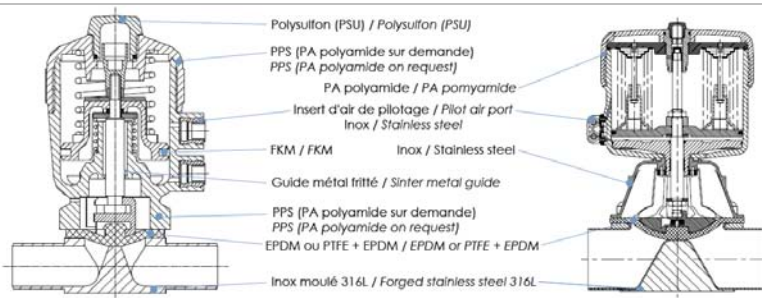 Polysulfon (PSU) / Polysulfon (PSU)
PPS (PA polyamide sur demande)
PPS (PA polyamide on request)
PA polyamide / PA pomyamide
Insert d'air de pilotage / Pilot air port
Inox / Stainless steel
FKM / FKM
Inox / Stainless steel
Guide métal fritté / Sinter metal guide
PPS (PA polyamide sur demande)
PPS (PA polyamide on request)
EPDM ou PTFE + EPDM / EPDM or PTFE + EPDM
Inox moulé 316L / Forged stainless steel 316L